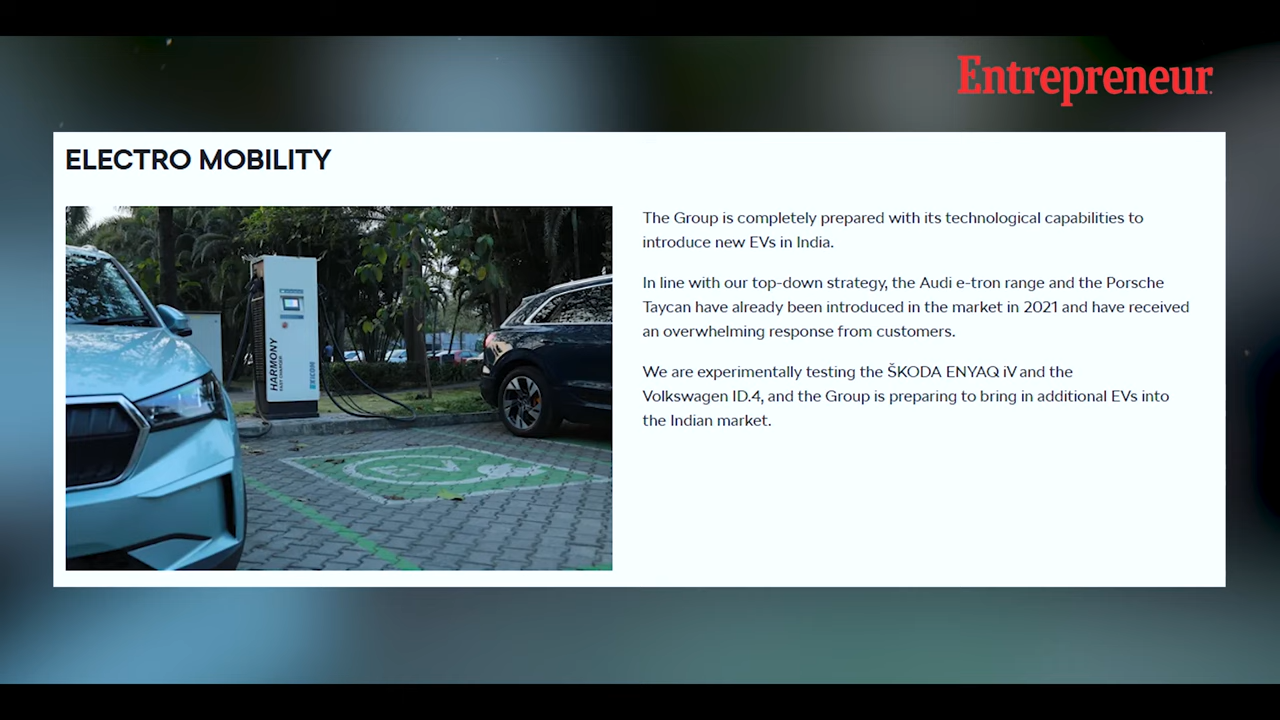 Entrepreneur
ELECTRO MOBILITY
The Group is completely prepared with its technological capabilities to
introduce new EVs in India.
In line with our top-down strategy, the Audi e-tron range and the Porsche
Taycan have already been introduced in the market in 2021 and have received
an overwhelming response from customers.
We are experimentally testing the ŠKODA ENYAQ iV and the
Volkswagen ID.4, and the Group is preparing to bring in additional EVs into
the Indian market.
HARMONY
EXICOM
EV